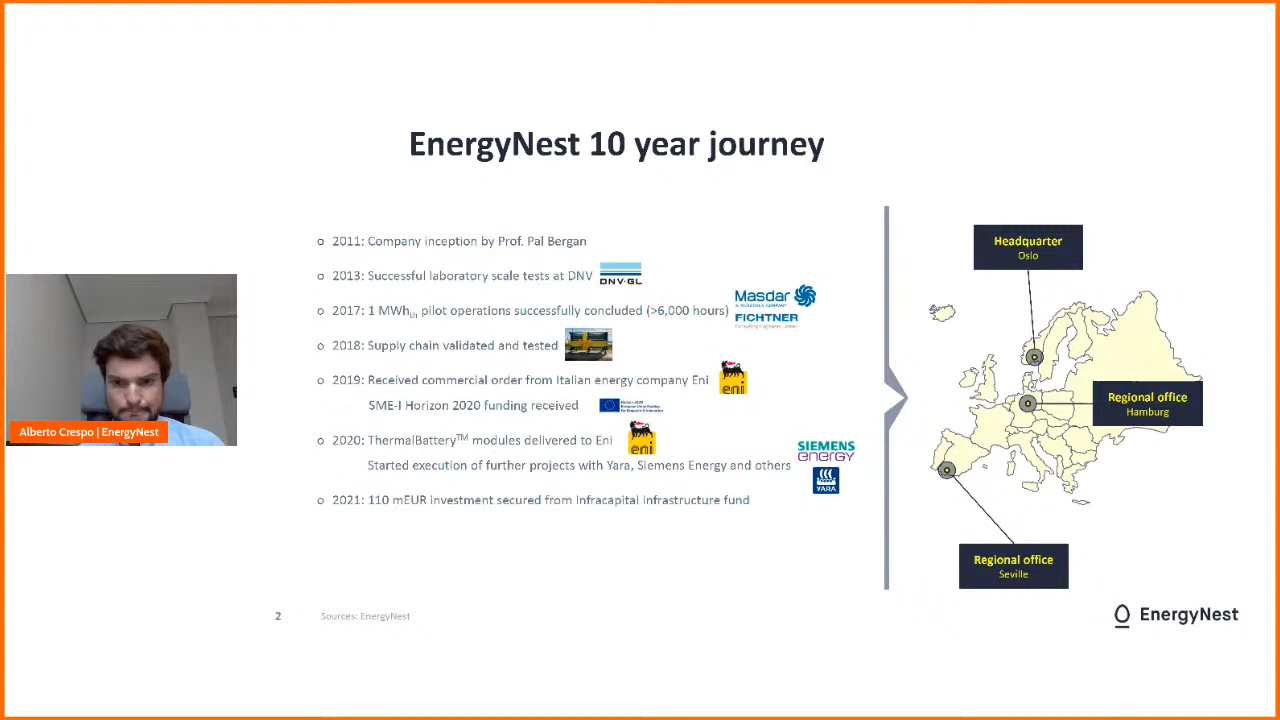 EnergyNest 10 year journey
2011: Company inception by Prof. Pal Bergan
2013: Successful laboratory scale tests at DNV
DNV·GL
2017: 1 MWhth pilot operations successfully concluded (>6,000 hours)
Masdar
FICHTNER
2018: Supply chain validated and tested
2019: Received commercial order from Italian energy company Eni
eni
SME-I Horizon 2020 funding received
2020: ThermalBattery™ modules delivered to Eni
eni
Started execution of further projects with Yara, Siemens Energy and others
SIEMENS
energy
YARA
2021: 110 mEUR investment secured from Infracapital infrastructure fund
Headquarter
Oslo
Regional office
Hamburg
Regional office
Seville
Alberto Crespo | EnergyNest
2
Sources: EnergyNest
EnergyNest